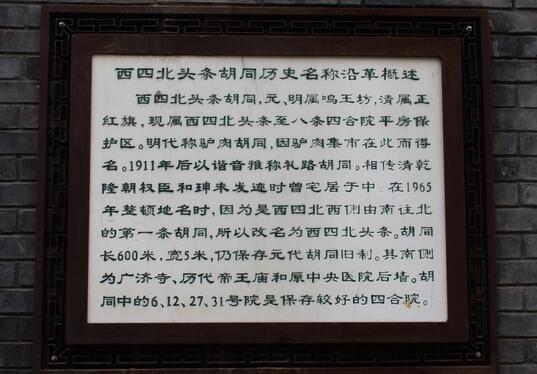 西四北头条胡同历史名称沿革概述
西四北头条胡同,元、明属鸣玉坊,清属正
红旗,现属西四北头条至八条四合院平房保
护区。明代称驴肉胡同,因驴肉集市在此而得
名。1911年后以谐音雅称礼路胡同。相传清乾
隆朝权臣和珅未发迹时曾宅居于中 在1965
年整顿地名时,因为是西四北西侧由南往北
的第一条胡同,所以改名为西四北头条。胡同
长600米,宽5米,仍保存元代胡同旧制。其南侧
为广济寺、历代帝王庙和原中央医院后墙。胡
同中的6、12、27、31号院是保存较好的四合院。